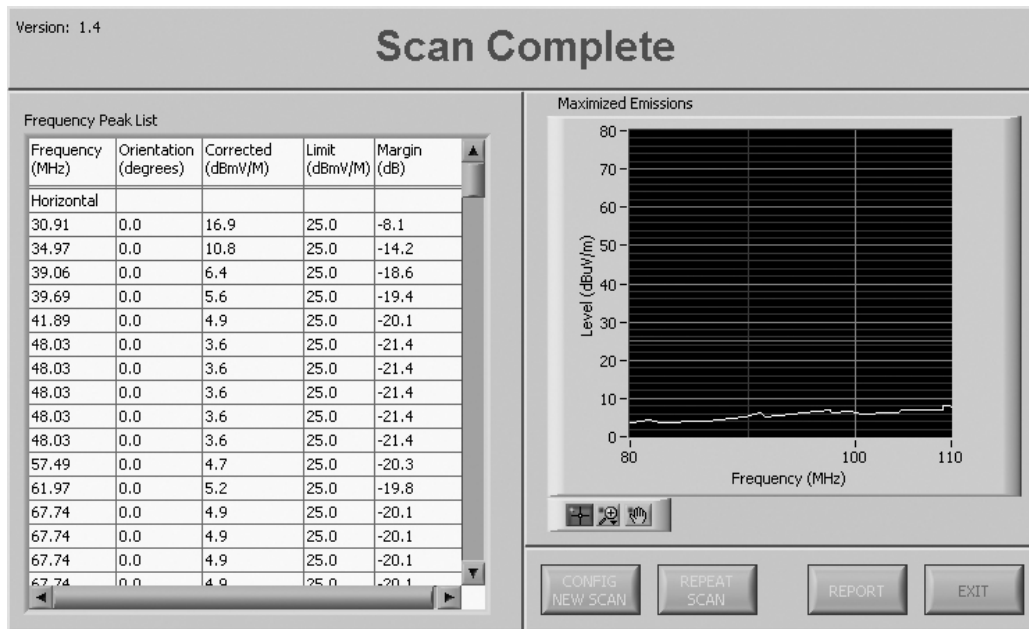 Version: 1.4
Scan Complete
Frequency Peak List
Frequency (MHz) Orientation (degrees) Corrected (dBmV/M) Limit (dBmV/M) Margin (dB)
Horizontal
30.91 0.0 16.9 25.0 -8.1
34.97 0.0 10.8 25.0 -14.2
39.06 0.0 6.4 25.0 -18.6
39.69 0.0 5.6 25.0 -19.4
41.89 0.0 4.9 25.0 -20.1
48.03 0.0 3.6 25.0 -21.4
48.03 0.0 3.6 25.0 -21.4
48.03 0.0 3.6 25.0 -21.4
48.03 0.0 3.6 25.0 -21.4
48.03 0.0 3.6 25.0 -21.4
57.49 0.0 4.7 25.0 -20.3
61.97 0.0 5.2 25.0 -19.8
67.74 0.0 4.9 25.0 -20.1
67.74 0.0 4.9 25.0 -20.1
67.74 0.0 4.9 25.0 -20.1
67.74 0.0 4.9 25.0 -20.1
Maximized Emissions
80
70
60
50
40
30
20
10
0
Level (dBuV/m)
80 100 110
Frequency (MHz)
CONFIG
NEW SCAN
REPEAT
SCAN
REPORT
EXIT